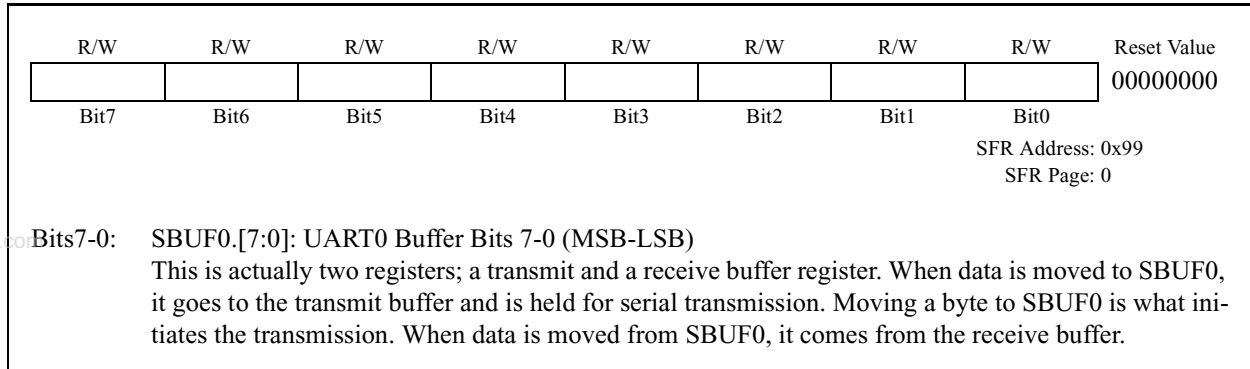 R/W R/W R/W R/W R/W R/W R/W R/W Reset Value
00000000
Bit7 Bit6 Bit5 Bit4 Bit3 Bit2 Bit1 Bit0
SFR Address: 0x99
SFR Page: 0
.com
Bits7-0: SBUF0.[7:0]: UART0 Buffer Bits 7-0 (MSB-LSB)
This is actually two registers; a transmit and a receive buffer register. When data is moved to SBUF0,
it goes to the transmit buffer and is held for serial transmission. Moving a byte to SBUF0 is what ini-
tiates the transmission. When data is moved from SBUF0, it comes from the receive buffer.